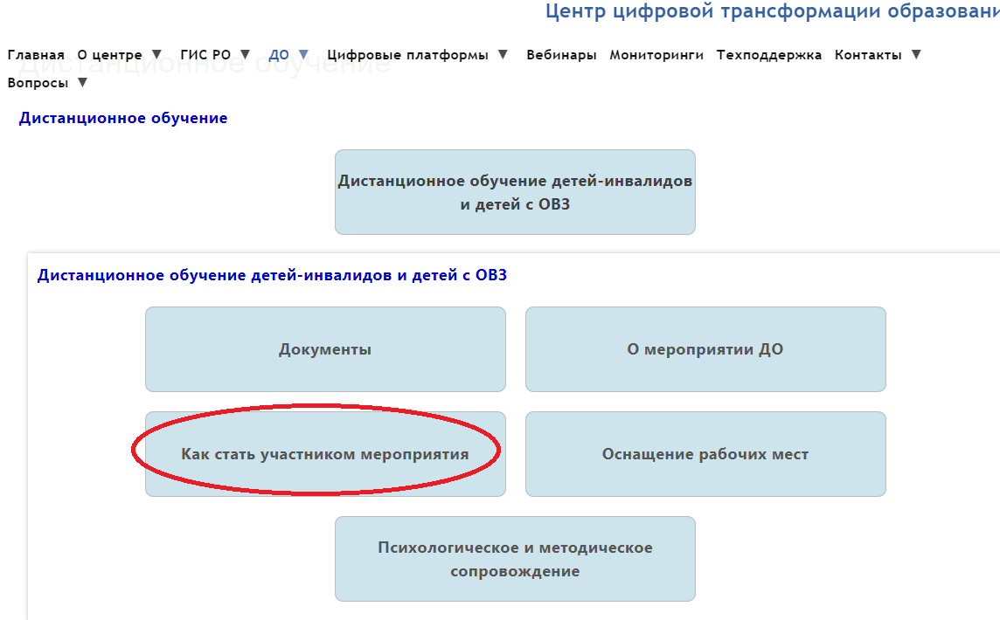 Центр цифровой трансформации образовани
Главная О центре ▼ ГИС РО ▼ ДО ▼ Цифровые платформы ▼ Вебинары Мониторинги Техподдержка Контакты ▼
Дистанционное обучение
Вопросы ▼
Дистанционное обучение
Дистанционное обучение детей-инвалидов
и детей с ОВЗ
Дистанционное обучение детей-инвалидов и детей с ОВЗ
Документы
О мероприятии ДО
Как стать участником мероприятия
Оснащение рабочих мест
Психологическое и методическое
сопровождение